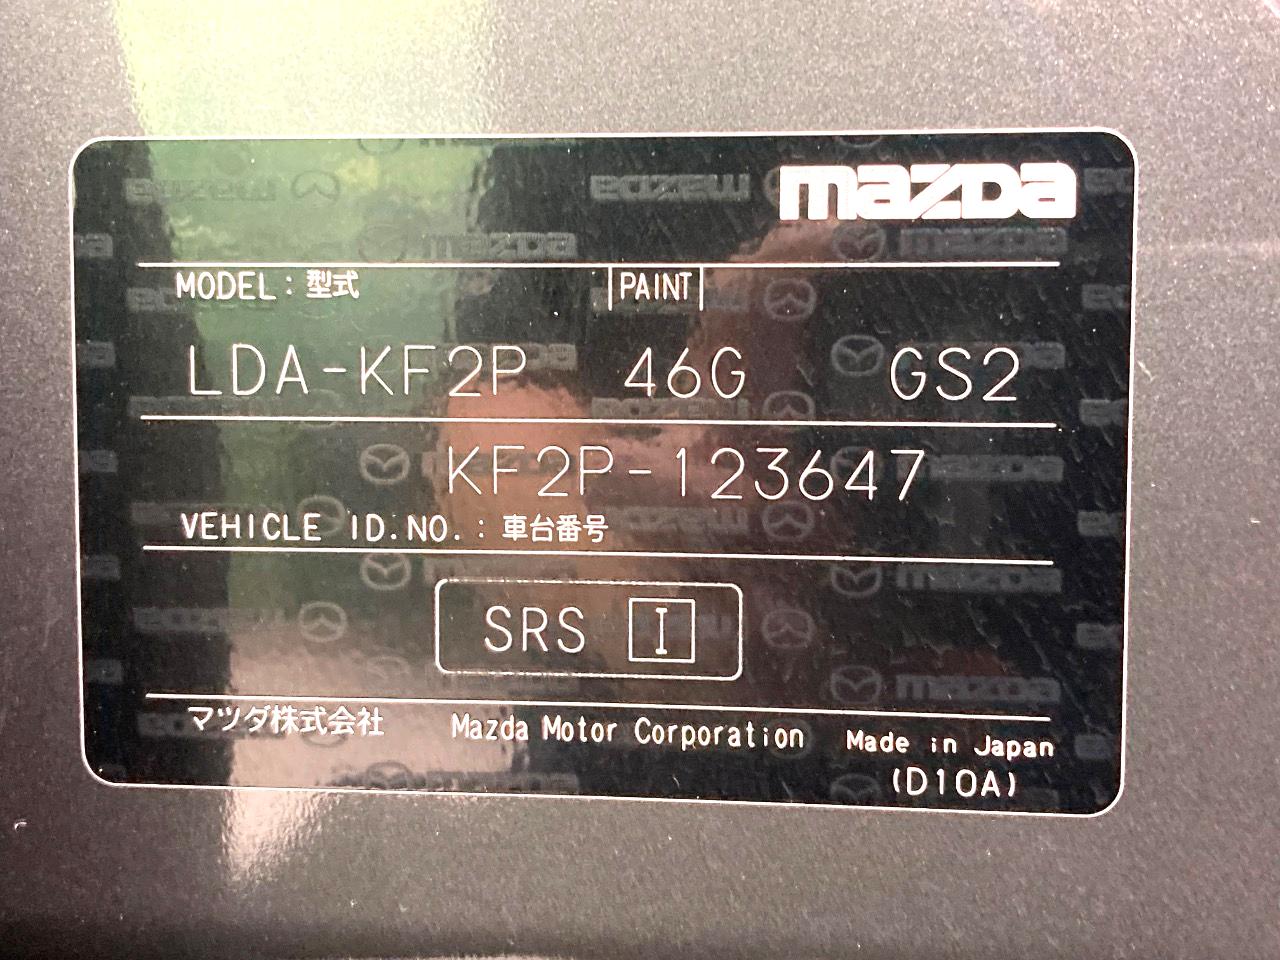 mazda
MODEL : 型式 PAINT
LDA-KF2P 46G GS2
KF2P-123647
VEHICLE ID.NO. : 車台番号
SRS I
マツダ株式会社 Mazda Motor Corporation Made in Japan
(D10A)